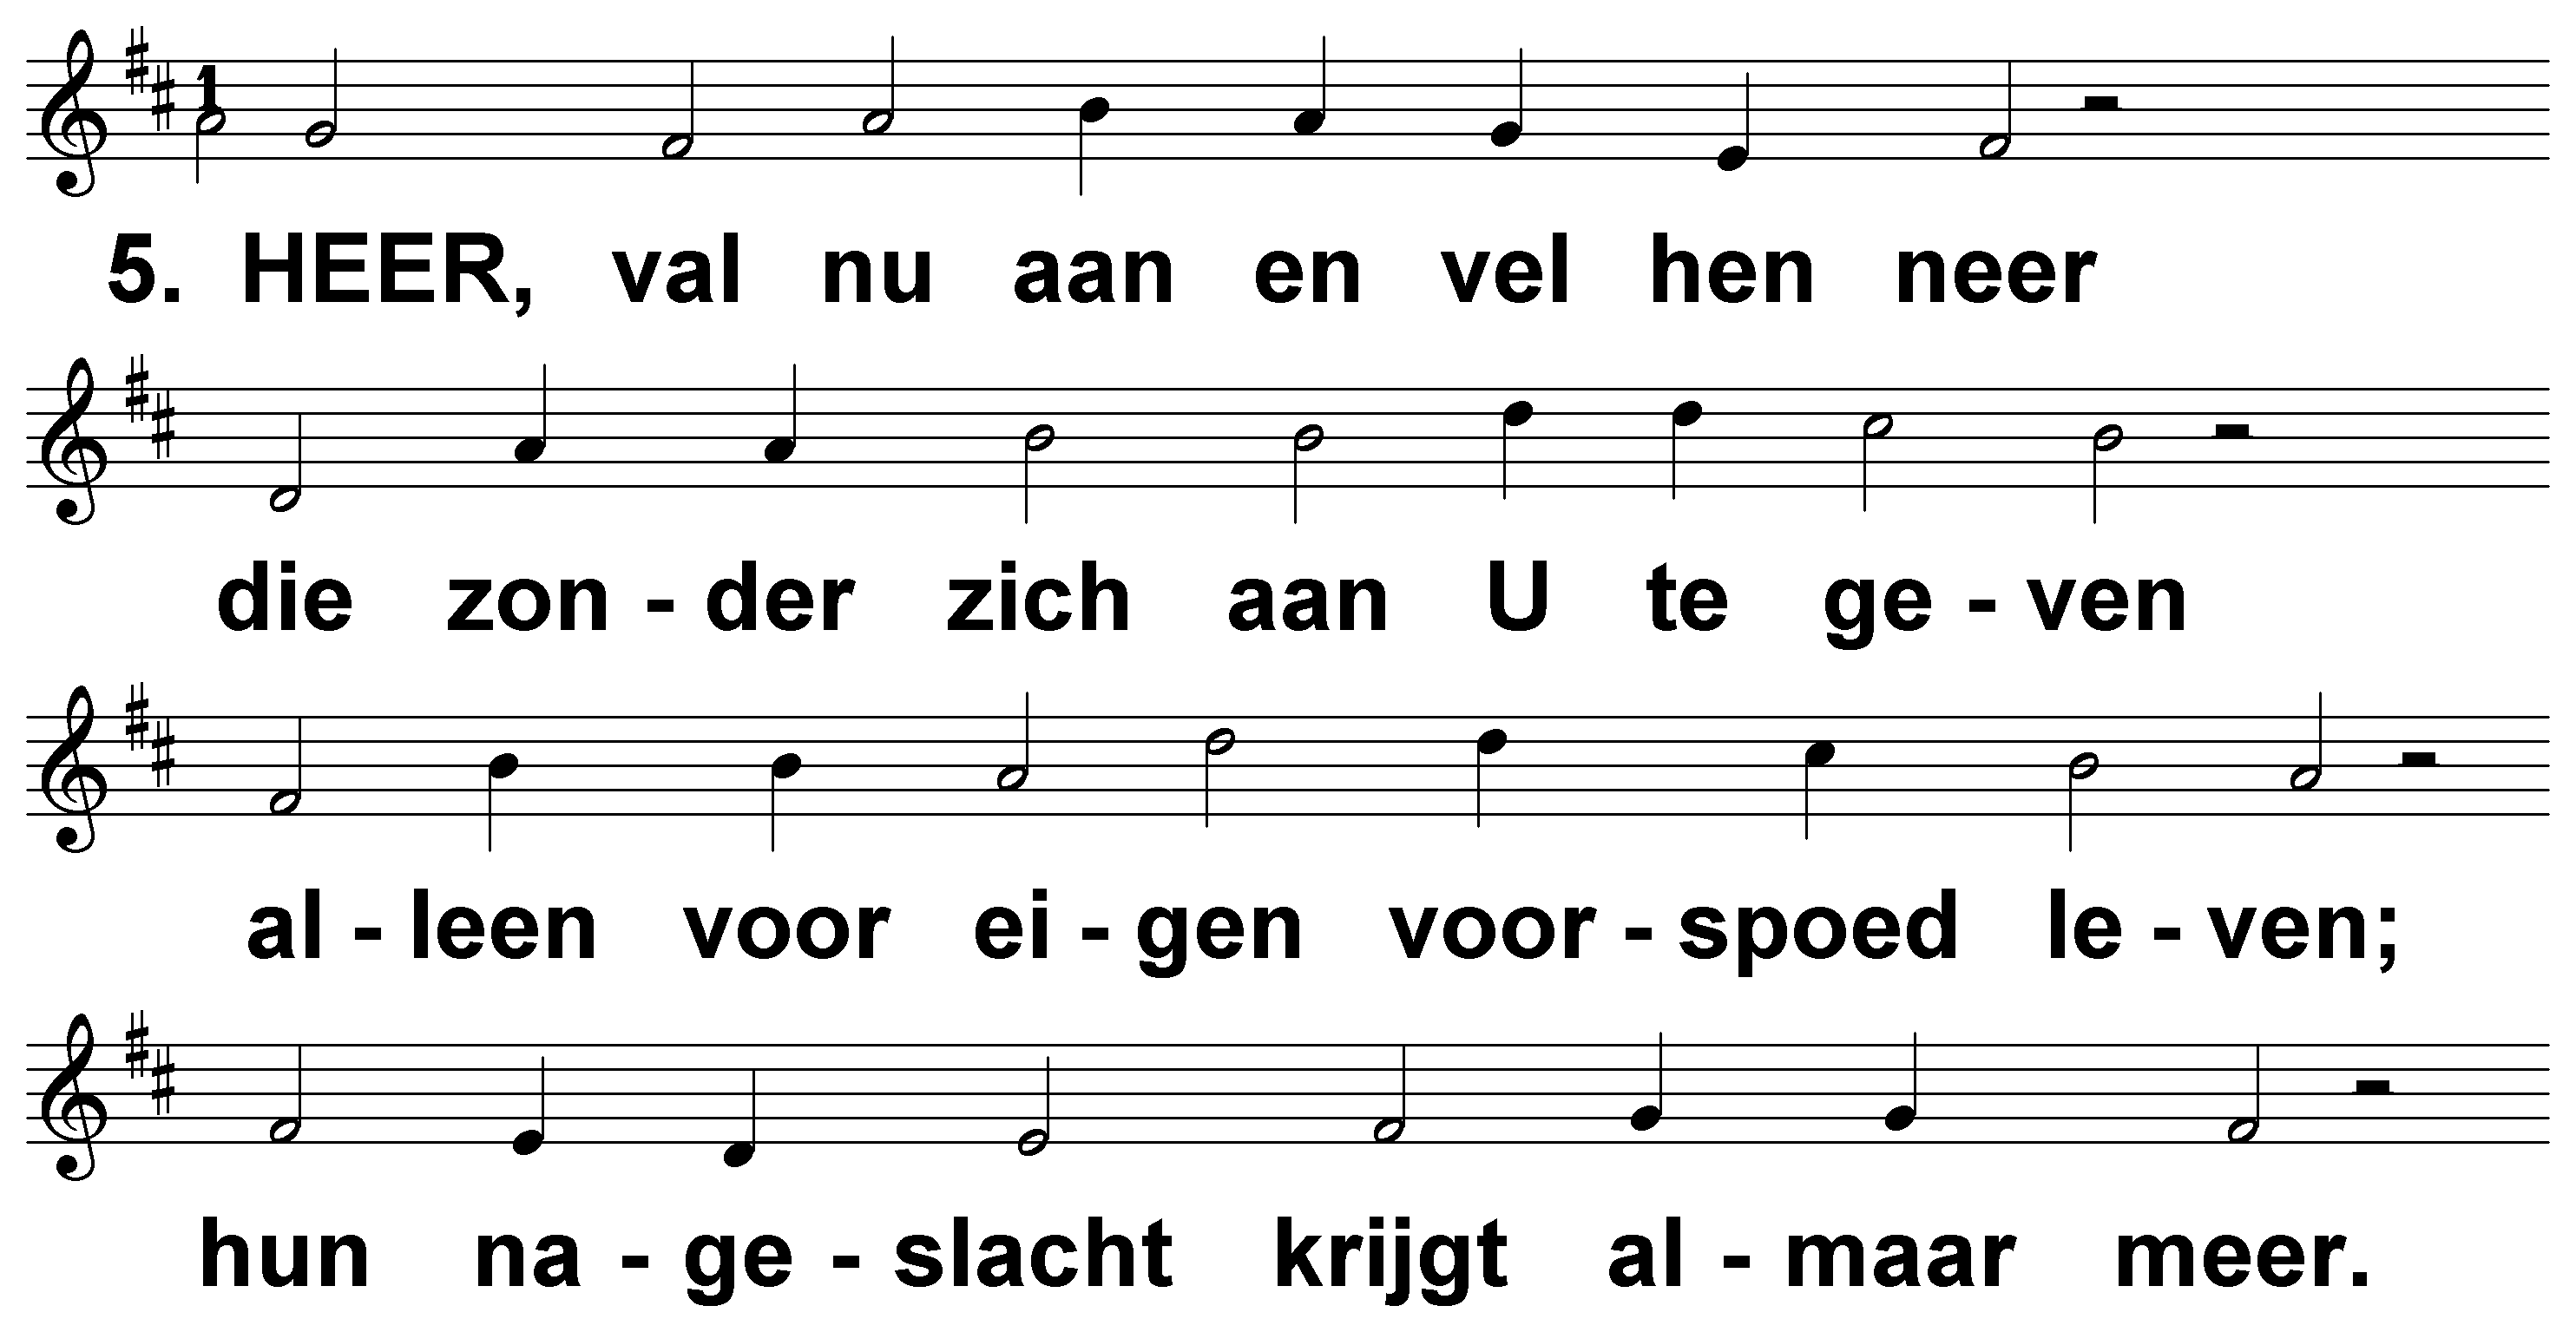 1
5. HEER, val nu aan en vel hen neer
die zon - der zich aan U te ge - ven
al - leen voor ei - gen voor - spoed le - ven;
hun na - ge - slacht krijgt al - maar meer.